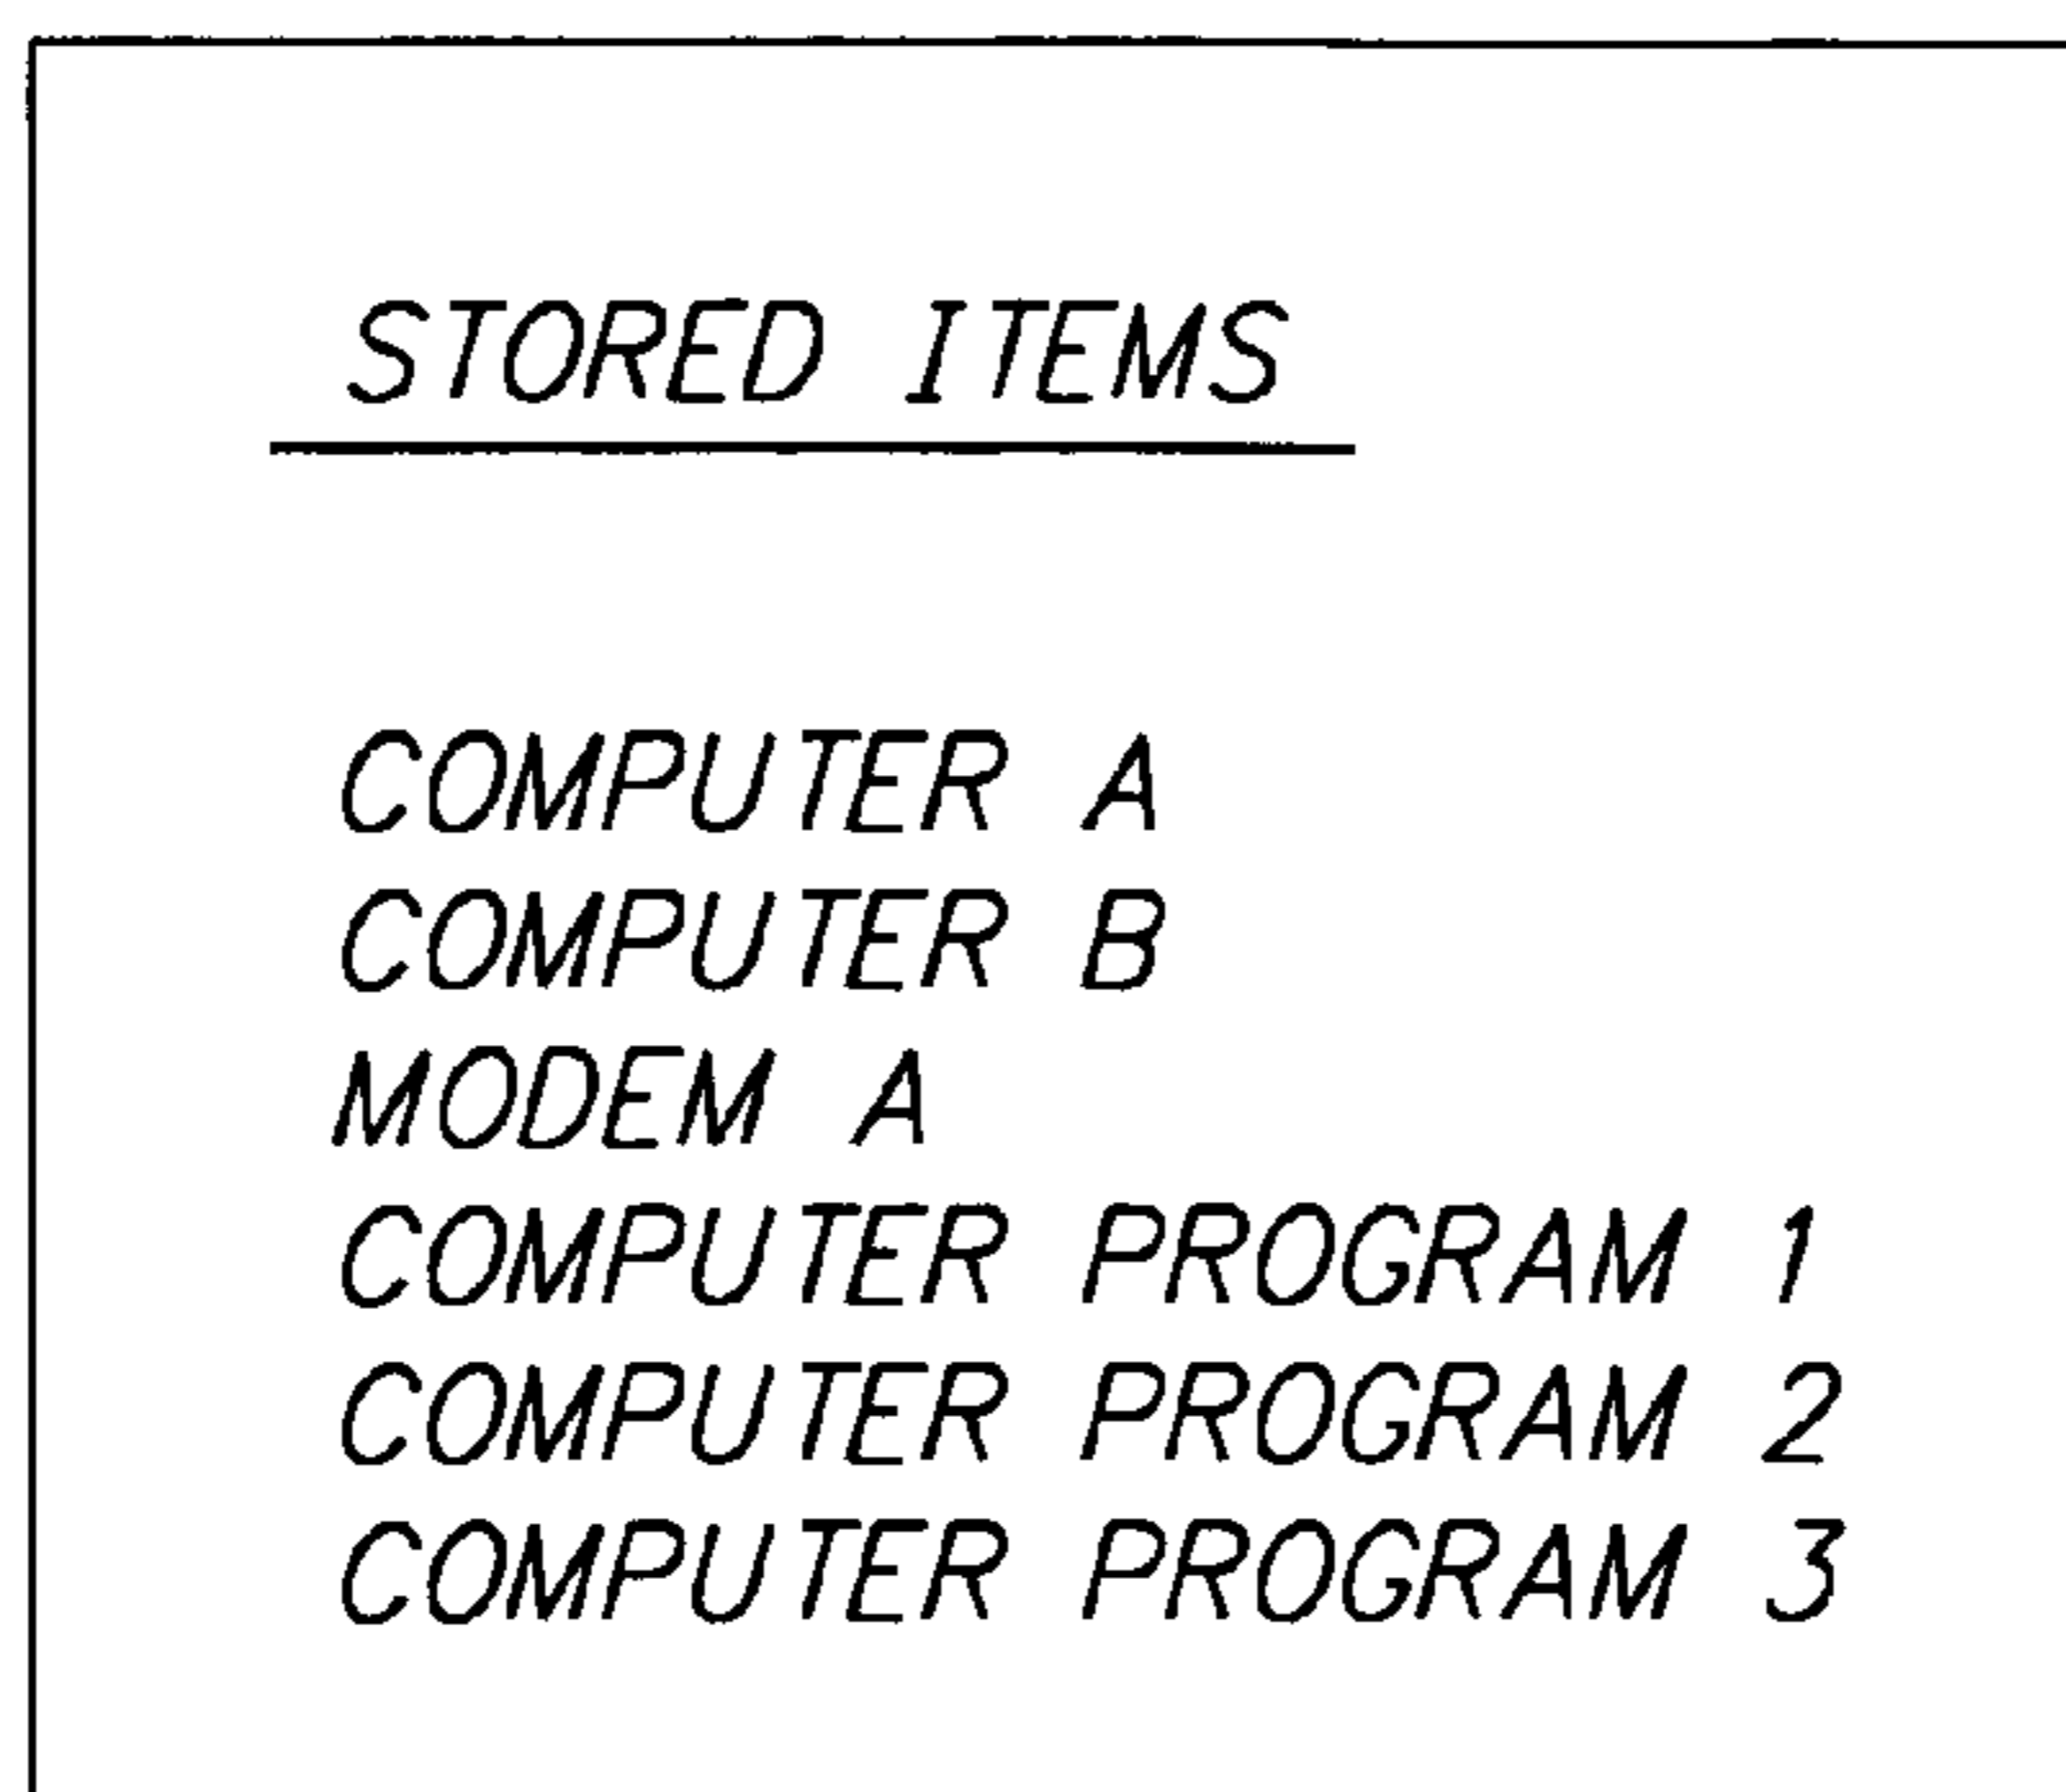 STORED ITEMS
COMPUTER A
COMPUTER B
MODEM A
COMPUTER PROGRAM 1
COMPUTER PROGRAM 2
COMPUTER PROGRAM 3